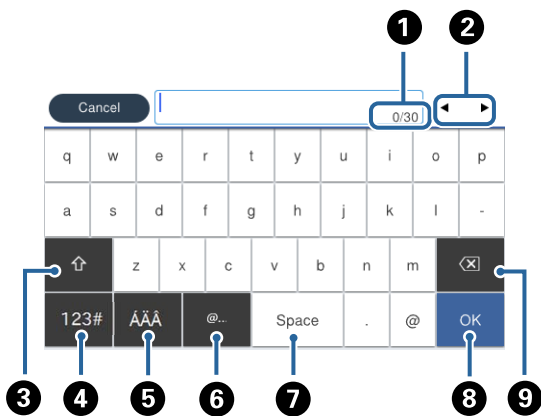 1 2
Cancel 0/30
q w e r t y u i o p
a s d f g h j k l -
z x c v b n m
123# ÁÄÂ @... Space . @ OK
3 4 5 6 7 8 9